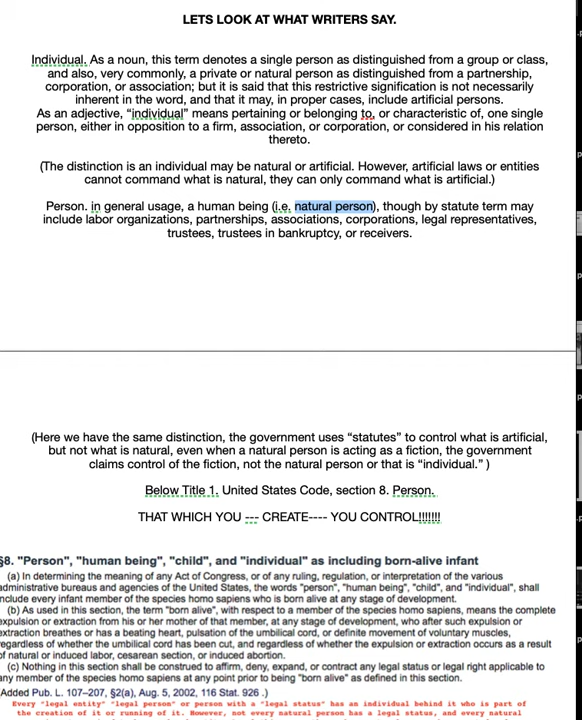 LETS LOOK AT WHAT WRITERS SAY.
Individual. As a noun, this term denotes a single person as distinguished from a group or class,
and also, very commonly, a private or natural person as distinguished from a partnership,
corporation, or association; but it is said that this restrictive signification is not necessarily
inherent in the word, and that it may, in proper cases, include artificial persons.
As an adjective, “individual” means pertaining or belonging to, or characteristic of, one single
person, either in opposition to a firm, association, or corporation, or considered in his relation
thereto.
(The distinction is an individual may be natural or artificial. However, artificial laws or entities
cannot command what is natural, they can only command what is artificial.)
Person. in general usage, a human being (i.e. natural person), though by statute term may
include labor organizations, partnerships, associations, corporations, legal representatives,
trustees, trustees in bankruptcy, or receivers.
(Here we have the same distinction, the government uses “statutes” to control what is artificial,
but not what is natural, even when a natural person is acting as a fiction, the government
claims control of the fiction, not the natural person or that is “individual.” )
Below Title 1. United States Code, section 8. Person.
THAT WHICH YOU --- CREATE---- YOU CONTROL!!!!!!!
§8. "Person", "human being", "child", and "individual" as including born-alive infant
(a) In determining the meaning of any Act of Congress, or of any ruling, regulation, or interpretation of the various
administrative bureaus and agencies of the United States, the words "person", "human being", "child", and "individual", shall
include every infant member of the species homo sapiens who is born alive at any stage of development.
(b) As used in this section, the term "born alive", with respect to a member of the species homo sapiens, means the complete
expulsion or extraction from his or her mother of that member, at any stage of development, who after such expulsion or
extraction breathes or has a beating heart, pulsation of the umbilical cord, or definite movement of voluntary muscles,
regardless of whether the umbilical cord has been cut, and regardless of whether the expulsion or extraction occurs as a result
of natural or induced labor, cesarean section, or induced abortion.
(c) Nothing in this section shall be construed to affirm, deny, expand, or contract any legal status or legal right applicable to
any member of the species homo sapiens at any point prior to being "born alive" as defined in this section.
(Added Pub. L. 107–207, §2(a), Aug. 5, 2002, 116 Stat. 926 .)
Every "legal entity" "legal person" or person with a "legal status" has an individual behind it who is part of
the creation of it or running of it. However, not every natural person has a legal status, and every natural